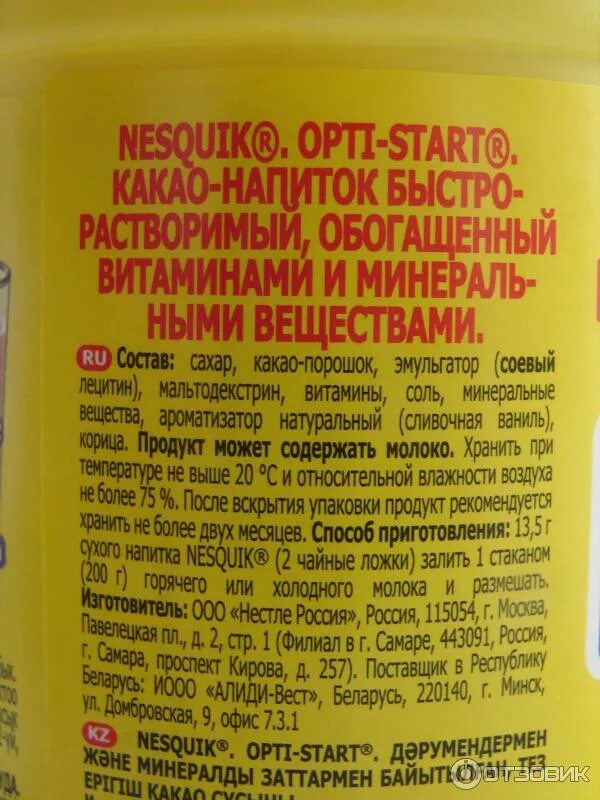 NESQUIK®. OPTI-START®.
КАКАО-НАПИТОК БЫСТРО-
РАСТВОРИМЫЙ, ОБОГАЩЕННЫЙ
ВИТАМИНАМИ И МИНЕРАЛЬ-
НЫМИ ВЕЩЕСТВАМИ.
RU Состав: сахар, какао-порошок, эмульгатор (соевый
лецитин), мальтодекстрин, витамины, соль, минеральные
вещества, ароматизатор натуральный (сливочная ваниль),
корица. Продукт может содержать молоко. Хранить при
температуре не выше 20 °С и относительной влажности воздуха
не более 75 %. После вскрытия упаковки продукт рекомендуется
хранить не более двух месяцев. Способ приготовления: 13,5 г
сухого напитка NESQUIK® (2 чайные ложки) залить 1 стаканом
(200 г) горячего или холодного молока и размешать.
Изготовитель: ООО «Нестле Россия», Россия, 115054, г. Москва,
Павелецкая пл., д. 2, стр. 1 (Филиал в г. Самаре, 443091, Россия,
г. Самара, проспект Кирова, д. 257). Поставщик в Республику
Беларусь: ИООО «АЛИДИ-Вест», Беларусь, 220140, г. Минск,
ул. Домбровская, 9, офис 7.3.1
KZ NESQUIK®. OPTI-START®. ДӘРУМЕНДЕРМЕН
ЖӘНЕ МИНЕРАЛДЫ ЗАТТАРМЕН БАЙЫТЫЛҒАН ТЕЗ
ЕРІГІШ КАКАО СУСЫНЫ
ОТЗОВИК